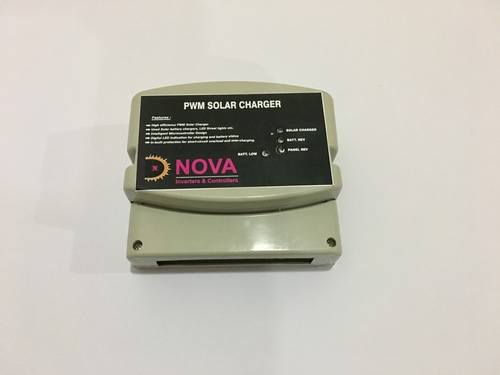 PWM SOLAR CHARGER
Features :
High efficiency PWM Solar Charger
Used Solar battery chargers, LED Street lights etc.
Intelligent Microcontroller Design
Digital LED indication for charging and battery status
In-built protection for short-circuit overload and over-charging
SOLAR CHARGER
BATT. REV
PANEL REV
BATT. LOW
N
NOVA
Inverters & Controllers